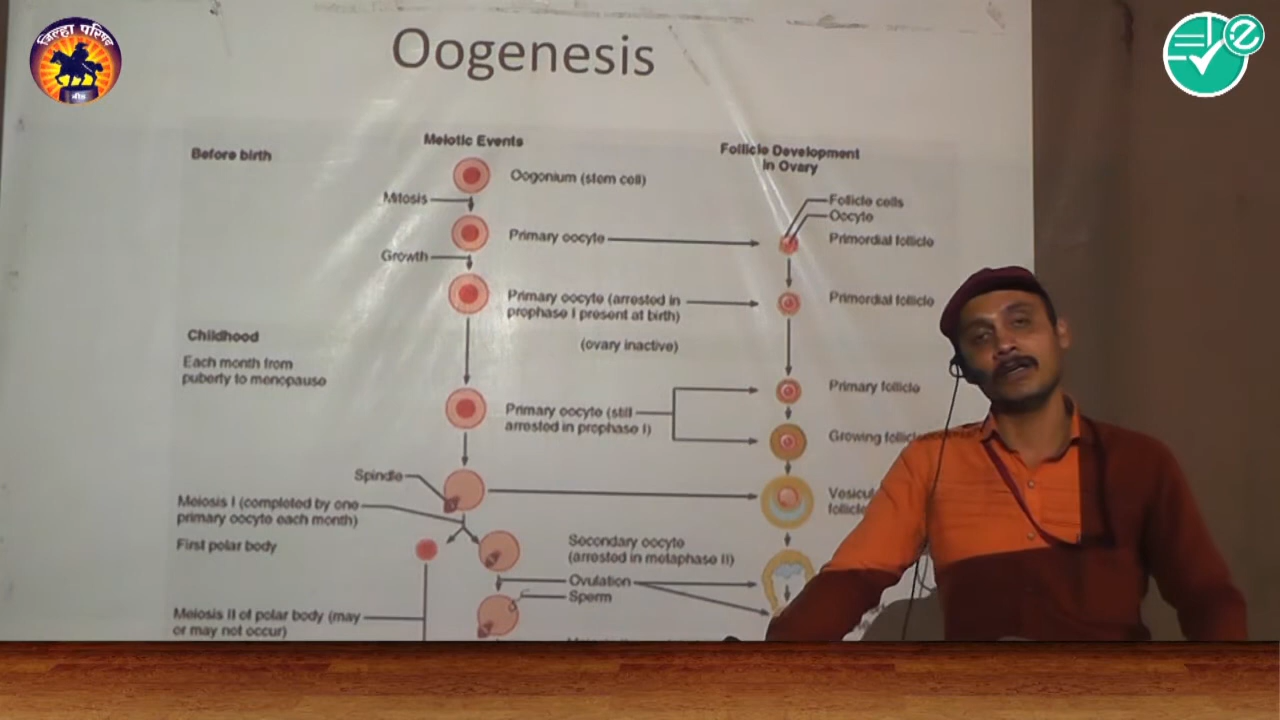 जिल्हा परिषद
बीड
e
Oogenesis
Before birth
Meiotic Events
Follicle Development
in Ovary
Oogonium (stem cell)
Mitosis
Follicle cells
Oocyte
Primary oocyte
Primordial follicle
Growth
Primary oocyte (arrested in
prophase I present at birth)
Primordial follicle
Childhood
(ovary inactive)
Each month from
puberty to menopause
Primary follicle
Primary oocyte (still
arrested in prophase I)
Growing
Spindle
Meiosis I (completed by one
primary oocyte each month)
follicle
First polar body
Secondary oocyte
(arrested in metaphase II)
Ovulation
Sperm
Meiosis II of polar body (may
or may not occur)